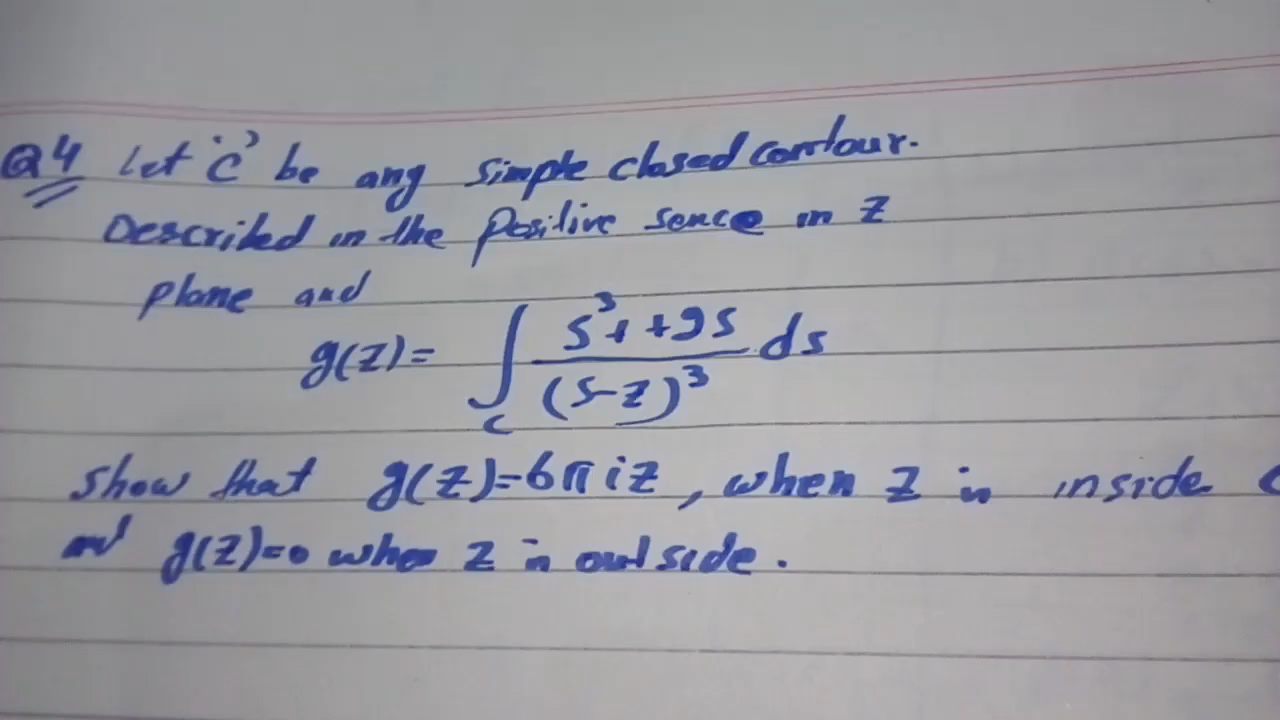 Q4 Let 'C' be any simple closed contour.
Described in the positive sence in Z
plane and
g(Z)= ∫_C (s³+ +9s)/(s-z)³ ds
show that g(Z)=6πiz, when Z is inside C
and g(Z)=0 when Z is outside.